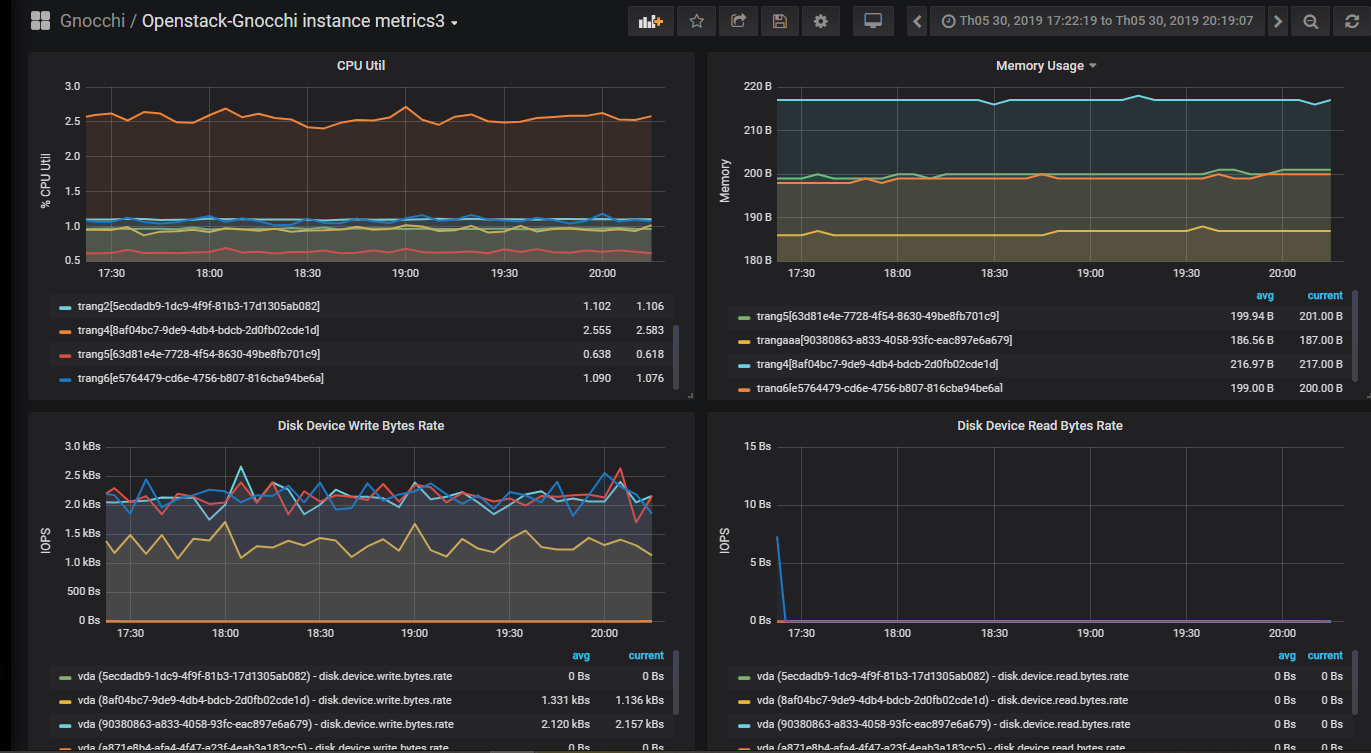 Gnocchi / Openstack-Gnocchi instance metrics3
Th05 30, 2019 17:22:19 to Th05 30, 2019 20:19:07
CPU Util
3.0
2.5
2.0
1.5
1.0
0.5
% CPU Util
17:30 18:00 18:30 19:00 19:30 20:00
trang2[5ecdadb9-1dc9-4f9f-81b3-17d1305ab082] 1.102 1.106
trang4[8af04bc7-9de9-4db4-bdcb-2d0fb02cde1d] 2.555 2.583
trang5[63d81e4e-7728-4f54-8630-49be8fb701c9] 0.638 0.618
trang6[e5764479-cd6e-4756-b807-816cba94be6a] 1.090 1.076
Memory Usage
220 B
210 B
200 B
190 B
180 B
Memory
17:30 18:00 18:30 19:00 19:30 20:00
avg current
trang5[63d81e4e-7728-4f54-8630-49be8fb701c9] 199.94 B 201.00 B
trangaaa[90380863-a833-4058-93fc-eac897e6a679] 186.56 B 187.00 B
trang4[8af04bc7-9de9-4db4-bdcb-2d0fb02cde1d] 216.97 B 217.00 B
trang6[e5764479-cd6e-4756-b807-816cba94be6a] 199.00 B 200.00 B
Disk Device Write Bytes Rate
3.0 kBs
2.5 kBs
2.0 kBs
1.5 kBs
1.0 kBs
500 Bs
0 Bs
IOPS
17:30 18:00 18:30 19:00 19:30 20:00
avg current
vda (5ecdadb9-1dc9-4f9f-81b3-17d1305ab082) - disk.device.write.bytes.rate 0 Bs 0 Bs
vda (8af04bc7-9de9-4db4-bdcb-2d0fb02cde1d) - disk.device.write.bytes.rate 1.331 kBs 1.136 kBs
vda (90380863-a833-4058-93fc-eac897e6a679) - disk.device.write.bytes.rate 2.120 kBs 2.157 kBs
vda (a871e8b4-afa4-4f47-a23f-4eab3a183cc5) - disk.device.write.bytes.rate 0 Bs 0 Bs
Disk Device Read Bytes Rate
15 Bs
10 Bs
5 Bs
0 Bs
IOPS
17:30 18:00 18:30 19:00 19:30 20:00
avg current
vda (5ecdadb9-1dc9-4f9f-81b3-17d1305ab082) - disk.device.read.bytes.rate 0 Bs 0 Bs
vda (8af04bc7-9de9-4db4-bdcb-2d0fb02cde1d) - disk.device.read.bytes.rate 0 Bs 0 Bs
vda (90380863-a833-4058-93fc-eac897e6a679) - disk.device.read.bytes.rate 0 Bs 0 Bs
vda (a871e8b4-afa4-4f47-a23f-4eab3a183cc5) - disk.device.read.bytes.rate 0 Bs 0 Bs